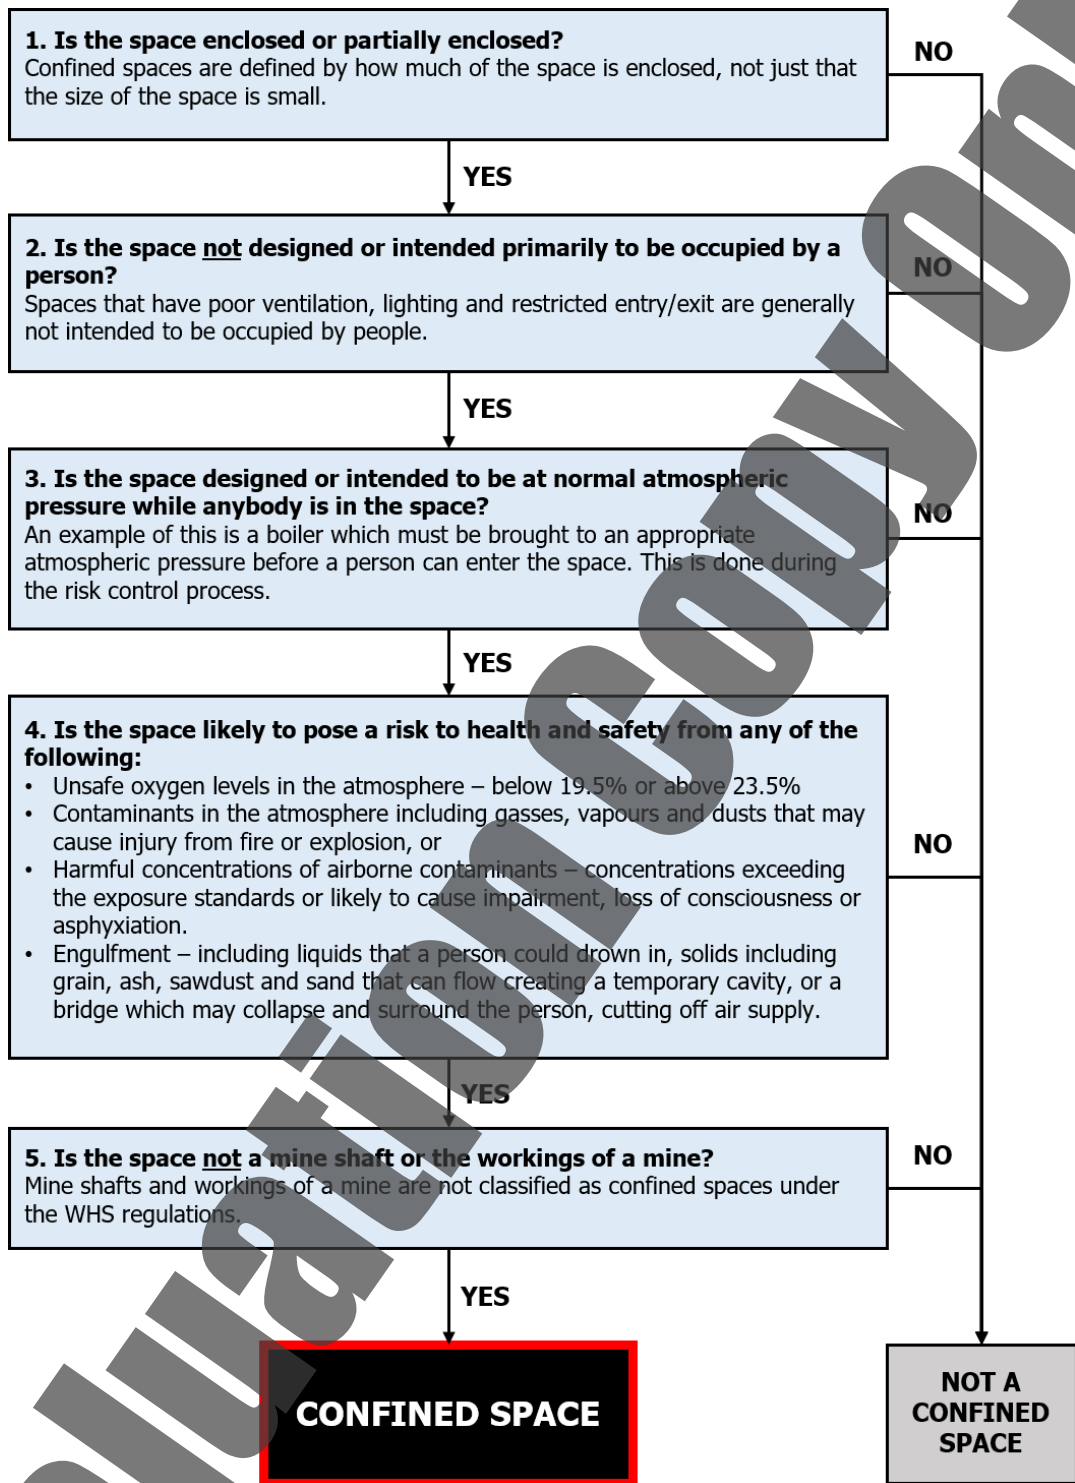 1. Is the space enclosed or partially enclosed?
Confined spaces are defined by how much of the space is enclosed, not just that
the size of the space is small.
NO
YES
2. Is the space not designed or intended primarily to be occupied by a
person?
Spaces that have poor ventilation, lighting and restricted entry/exit are generally
not intended to be occupied by people.
NO
YES
3. Is the space designed or intended to be at normal atmospheric
pressure while anybody is in the space?
An example of this is a boiler which must be brought to an appropriate
atmospheric pressure before a person can enter the space. This is done during
the risk control process.
NO
YES
4. Is the space likely to pose a risk to health and safety from any of the
following:
• Unsafe oxygen levels in the atmosphere – below 19.5% or above 23.5%
• Contaminants in the atmosphere including gasses, vapours and dusts that may
cause injury from fire or explosion, or
• Harmful concentrations of airborne contaminants – concentrations exceeding
the exposure standards or likely to cause impairment, loss of consciousness or
asphyxiation.
• Engulfment – including liquids that a person could drown in, solids including
grain, ash, sawdust and sand that can flow creating a temporary cavity, or a
bridge which may collapse and surround the person, cutting off air supply.
NO
YES
5. Is the space not a mine shaft or the workings of a mine?
Mine shafts and workings of a mine are not classified as confined spaces under
the WHS regulations.
NO
YES
CONFINED SPACE
NOT A
CONFINED
SPACE
Copy